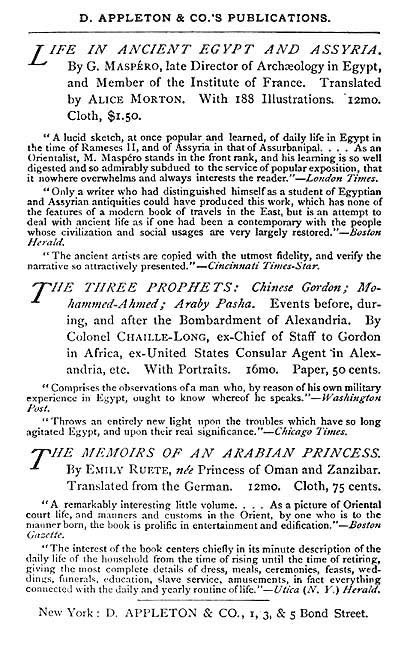 D. APPLETON & CO.'S PUBLICATIONS.
LIFE IN ANCIENT EGYPT AND ASSYRIA.
By G. MASPÉRO, late Director of Archæology in Egypt,
and Member of the Institute of France. Translated
by ALICE MORTON. With 188 Illustrations. 12mo.
Cloth, $1.50.
"A lucid sketch, at once popular and learned, of daily life in Egypt in
the time of Rameses II, and of Assyria in that of Assurbanipal. . . . As an
Orientalist, M. Maspéro stands in the front rank, and his learning is so well
digested and so admirably subdued to the service of popular exposition, that
it nowhere overwhelms and always interests the reader."—London Times.
"Only a writer who had distinguished himself as a student of Egyptian
and Assyrian antiquities could have produced this work, which has none of
the features of a modern book of travels in the East, but is an attempt to
deal with ancient life as if one had been a contemporary with the people
whose civilization and social usages are very largely restored."—Boston
Herald.
"The ancient artists are copied with the utmost fidelity, and verify the
narrative so attractively presented."—Cincinnati Times-Star.
THE THREE PROPHETS: Chinese Gordon; Mo-
hammed-Ahmed; Araby Pasha. Events before, dur-
ing, and after the Bombardment of Alexandria. By
Colonel CHAILLE-LONG, ex-Chief of Staff to Gordon
in Africa, ex-United States Consular Agent in Alex-
andria, etc. With Portraits. 16mo. Paper, 50 cents.
"Comprises the observations of a man who, by reason of his own military
experience in Egypt, ought to know whereof he speaks."—Washington
Post.
"Throws an entirely new light upon the troubles which have so long
agitated Egypt, and upon their real significance."—Chicago Times.
THE MEMOIRS OF AN ARABIAN PRINCESS.
By EMILY RUETE, née Princess of Oman and Zanzibar.
Translated from the German. 12mo. Cloth, 75 cents.
"A remarkably interesting little volume. . . . As a picture of Oriental
court life, and manners and customs in the Orient, by one who is to the
manner born, the book is prolific in entertainment and edification."—Boston
Gazette.
"The interest of the book centers chiefly in its minute description of the
daily life of the household from the time of rising until the time of retiring,
giving the most complete details of dress, meals, ceremonies, feasts, wed-
dings, funerals, education, slave service, amusements, in fact everything
connected with the daily and yearly routine of life."—Utica (N. Y.) Herald.
New York: D. APPLETON & CO., 1, 3, & 5 Bond Street.